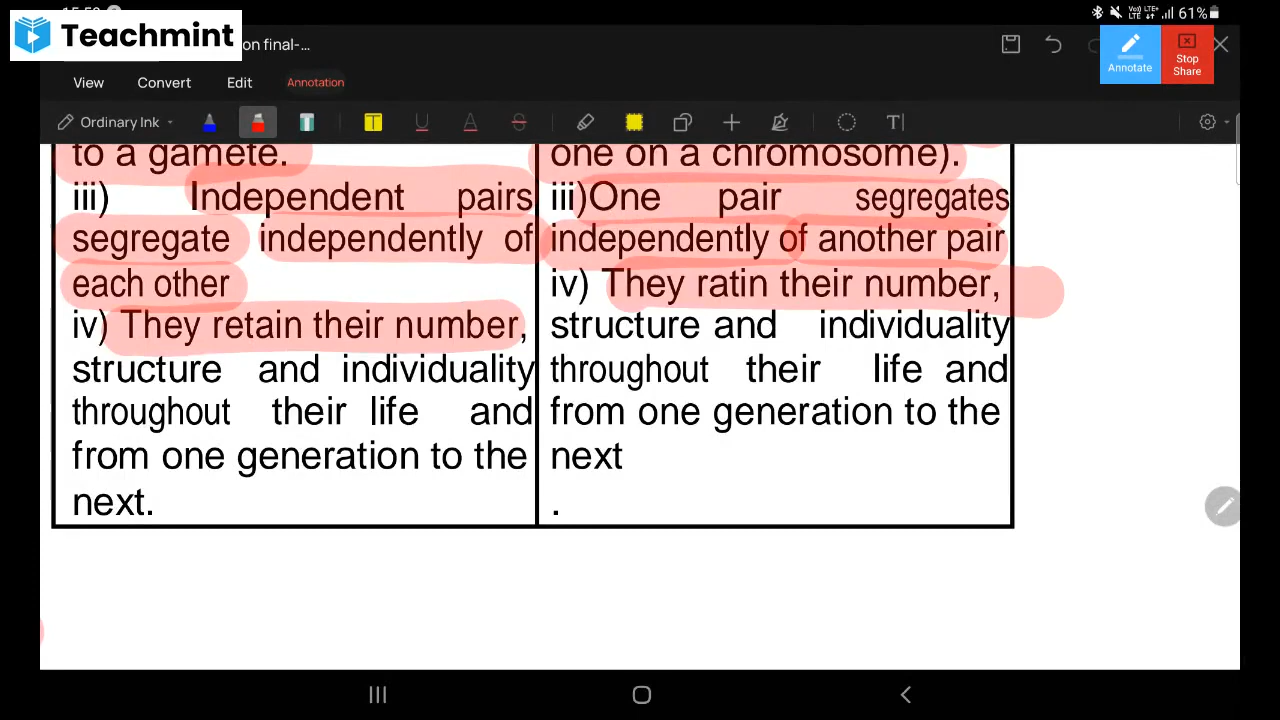 15:59
61%
Teachmint
on final-...
Annotate
Stop
Share
View Convert Edit Annotation
Ordinary Ink
to a gamete.
iii) Independent pairs
segregate independently of
each other
iv) They retain their number,
structure and individuality
throughout their life and
from one generation to the
next.
one on a chromosome).
iii)One pair segregates
independently of another pair
iv) They ratin their number,
structure and individuality
throughout their life and
from one generation to the
next
.